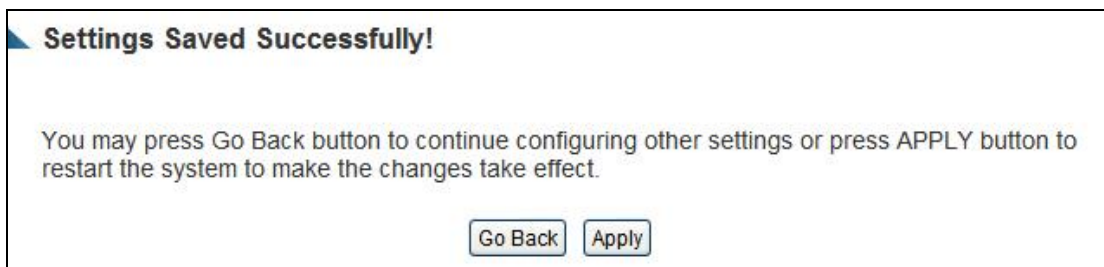 Settings Saved Successfully!
You may press Go Back button to continue configuring other settings or press APPLY button to
restart the system to make the changes take effect.
Go Back Apply